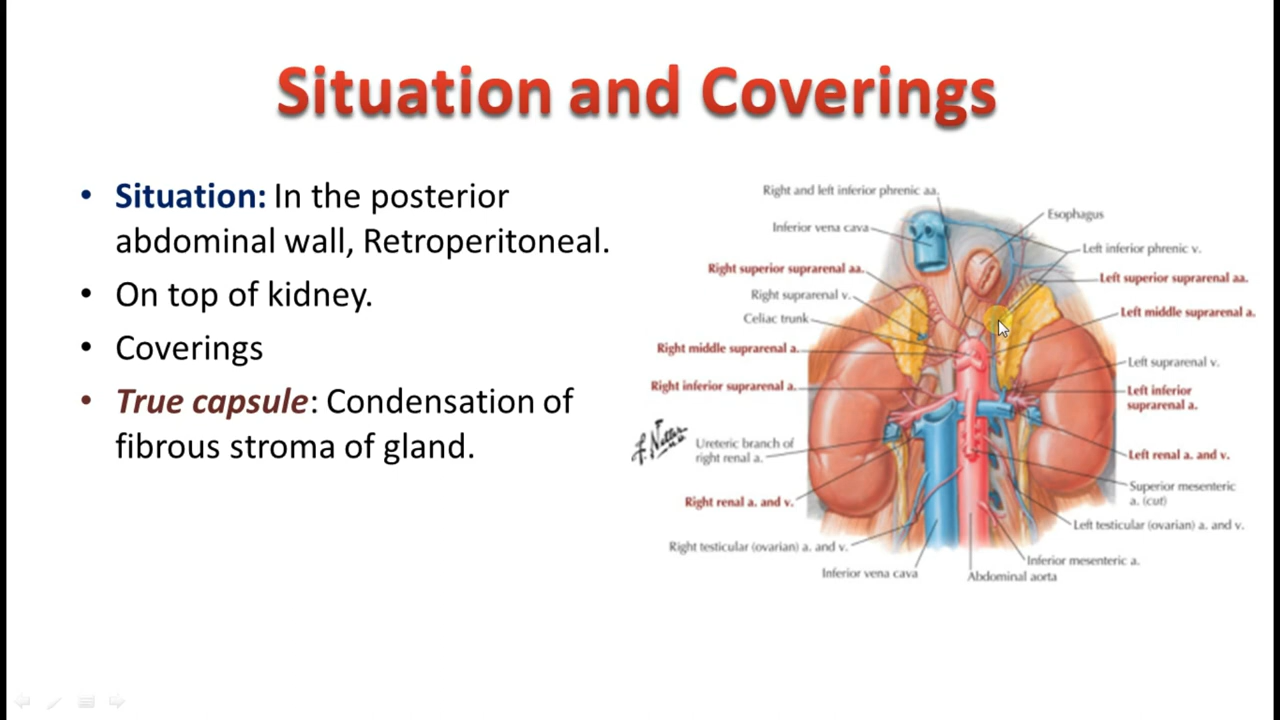 Situation and Coverings
• Situation: In the posterior
abdominal wall, Retroperitoneal.
• On top of kidney.
• Coverings
• True capsule: Condensation of
fibrous stroma of gland.
Right and left inferior phrenic aa.
Inferior vena cava
Right superior suprarenal aa.
Right suprarenal v.
Celiac trunk
Right middle suprarenal a.
Right inferior suprarenal a.
Ureteric branch of
right renal a.
Right renal a. and v.
Right testicular (ovarian) a. and v.
Inferior vena cava
Esophagus
Left inferior phrenic v.
Left superior suprarenal aa.
Left middle suprarenal a.
Left suprarenal v.
Left inferior
suprarenal a.
Left renal a. and v.
Superior mesenteric
a. (cut)
Left testicular (ovarian) a. and v.
Inferior mesenteric a.
Abdominal aorta